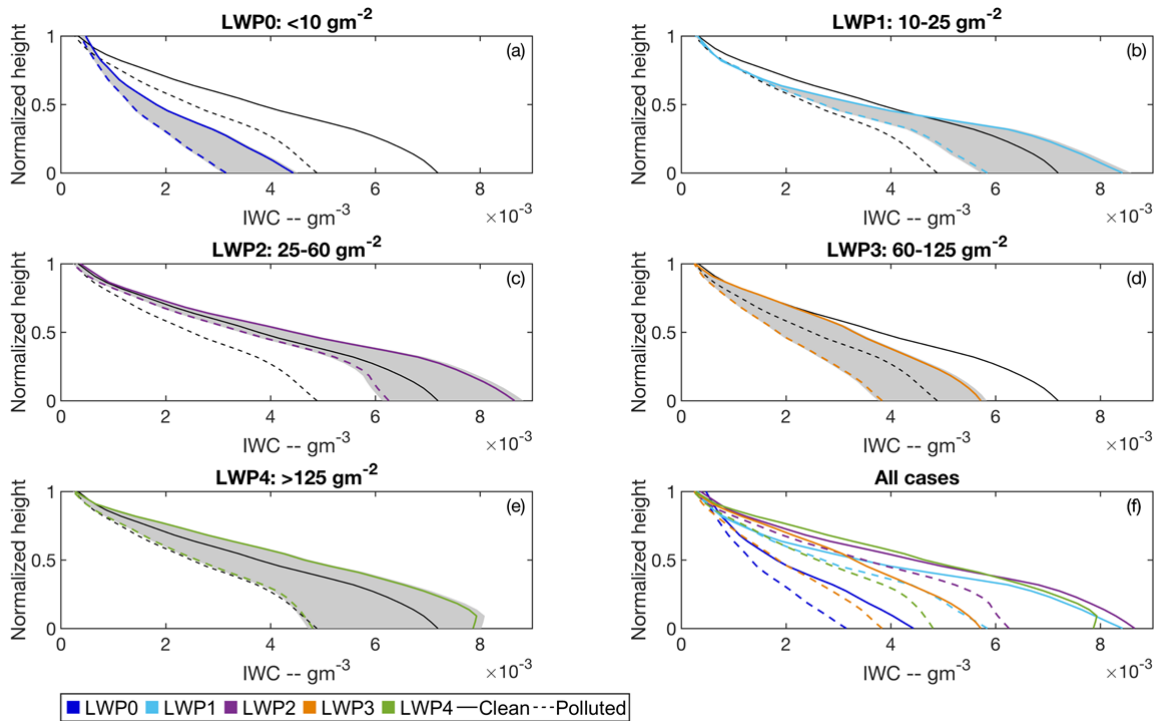 LWP0: <10 gm-2
LWP1: 10-25 gm-2
Normalized height
1
0.5
0
(a)
0 2 4 6 8
×10-3
IWC -- gm-3
Normalized height
1
0.5
0
(b)
0 2 4 6 8
×10-3
IWC -- gm-3
LWP2: 25-60 gm-2
LWP3: 60-125 gm-2
Normalized height
1
0.5
0
(c)
0 2 4 6 8
×10-3
IWC -- gm-3
Normalized height
1
0.5
0
(d)
0 2 4 6 8
×10-3
IWC -- gm-3
LWP4: >125 gm-2
All cases
Normalized height
1
0.5
0
(e)
0 2 4 6 8
×10-3
IWC -- gm-3
Normalized height
1
0.5
0
(f)
0 2 4 6 8
×10-3
IWC -- gm-3
LWP0 LWP1 LWP2 LWP3 LWP4 Clean Polluted